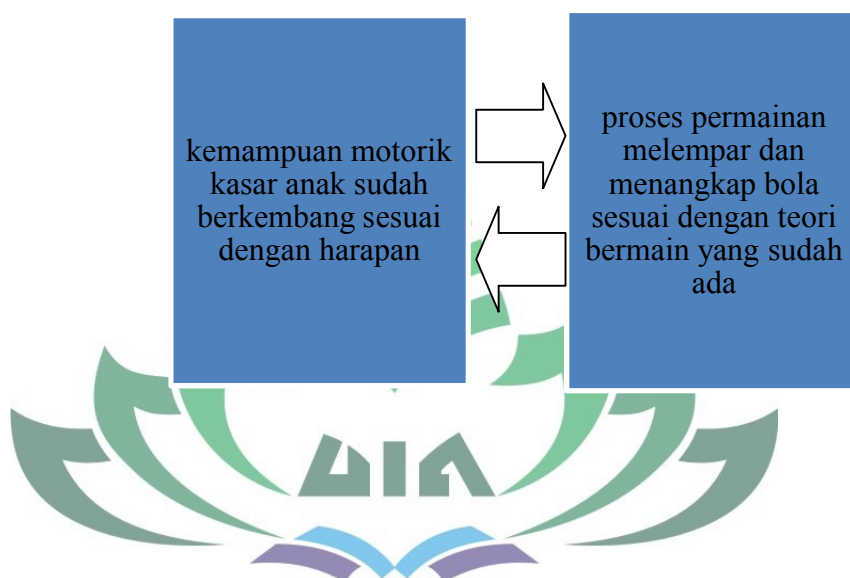 kemampuan motorik
kasar anak sudah
berkembang sesuai
dengan harapan
proses permainan
melempar dan
menangkap bola
sesuai dengan teori
bermain yang sudah
ada